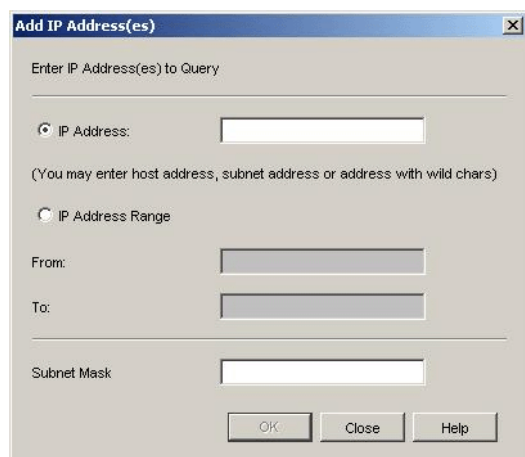 Add IP Address(es)
Enter IP Address(es) to Query
IP Address:
(You may enter host address, subnet address or address with wild chars)
IP Address Range
From:
To:
Subnet Mask
OK Close Help